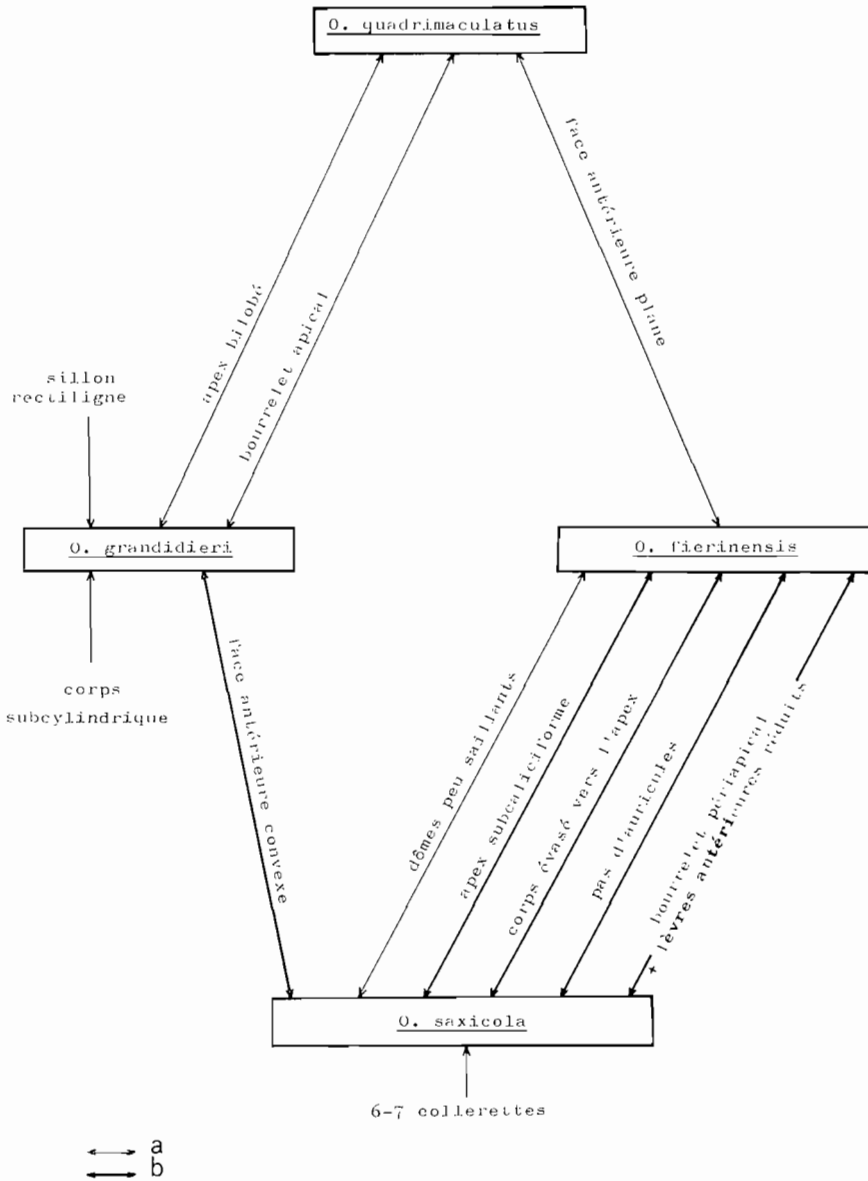 O. quadrimaculatus
face antérieure plane
apex bilobé
bourrelet apical
sillon
rectiligne
O. grandidieri
O. fierinensis
corps
subcylindrique
face antérieure convexe
dômes peu saillants
apex subcaliciforme
corps évasé vers l'apex
pas d'auricules
bourrelet périapical
+ lèvres antérieures réduits
O. saxicola
6-7 collerettes
a
b